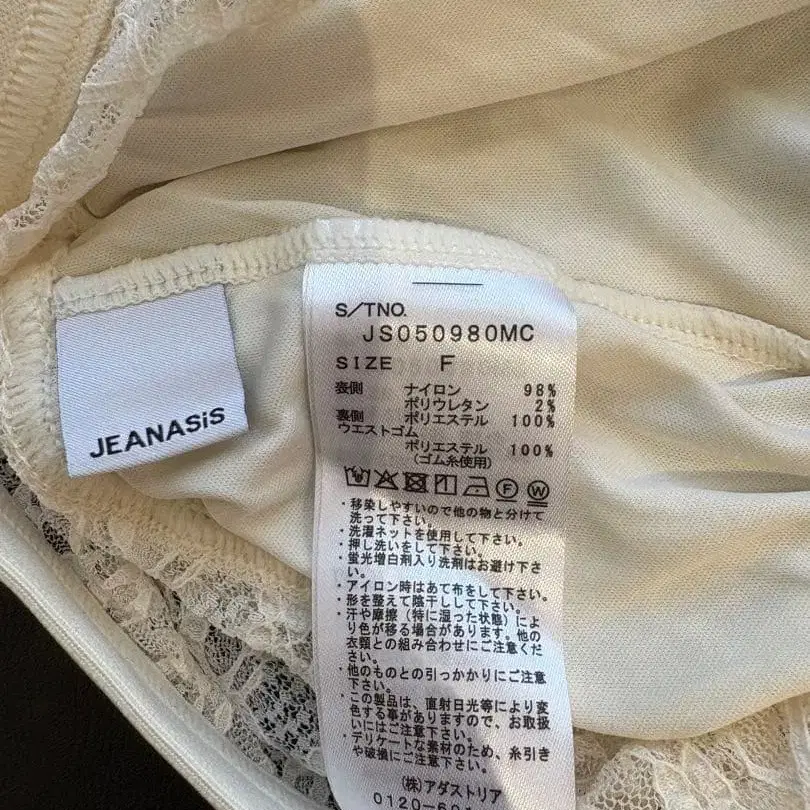 JEANASiS
S/TNO.
JS050980MC
SIZE F
表側 ナイロン 98%
ポリウレタン 2%
裏側 ポリエステル 100%
ウエストゴム
ポリエステル 100%
(ゴム糸使用)
・移染しやすいので他の物と分けて
洗って下さい。
・洗濯ネットを使用して下さい。
・押し洗いをして下さい。
・蛍光増白剤入り洗剤はお避け下さ
い。
・アイロン時はあて布をして下さい。
・形を整えて陰干しして下さい。
・汗や摩擦（特に湿った状態）によ
り色が移る場合があります。他の
衣類との組み合わせにご注意くだ
さい。
・他のものとの引っかかりにご注意
下さい。
・この製品は、直射日光等により変
色する事がありますので、お取扱
いにはご注意下さい。
・デリケートな素材のため、糸引き
や破損にご注意下さい。
(株)アダストリア
0120-60